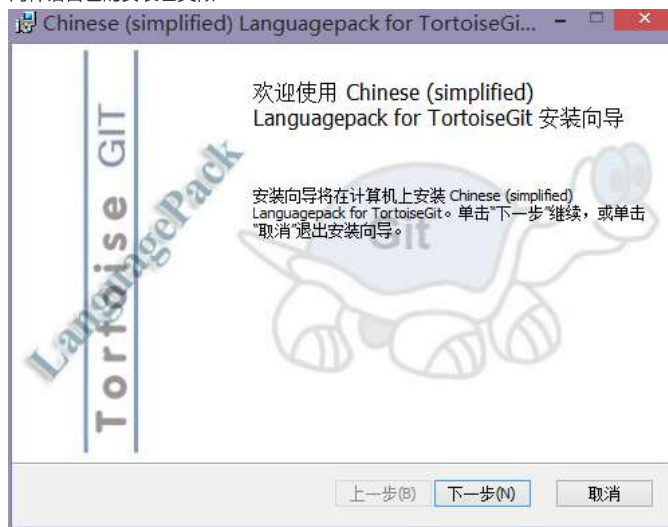 Chinese (simplified) Languagepack for TortoiseGi...
欢迎使用 Chinese (simplified)
Languagepack for TortoiseGit 安装向导
安装向导将在计算机上安装 Chinese (simplified)
Languagepack for TortoiseGit。单击“下一步”继续，或单击
“取消”退出安装向导。
Git
Tortoise GIT
LanguagePack
上一步(B)
下一步(N)
取消